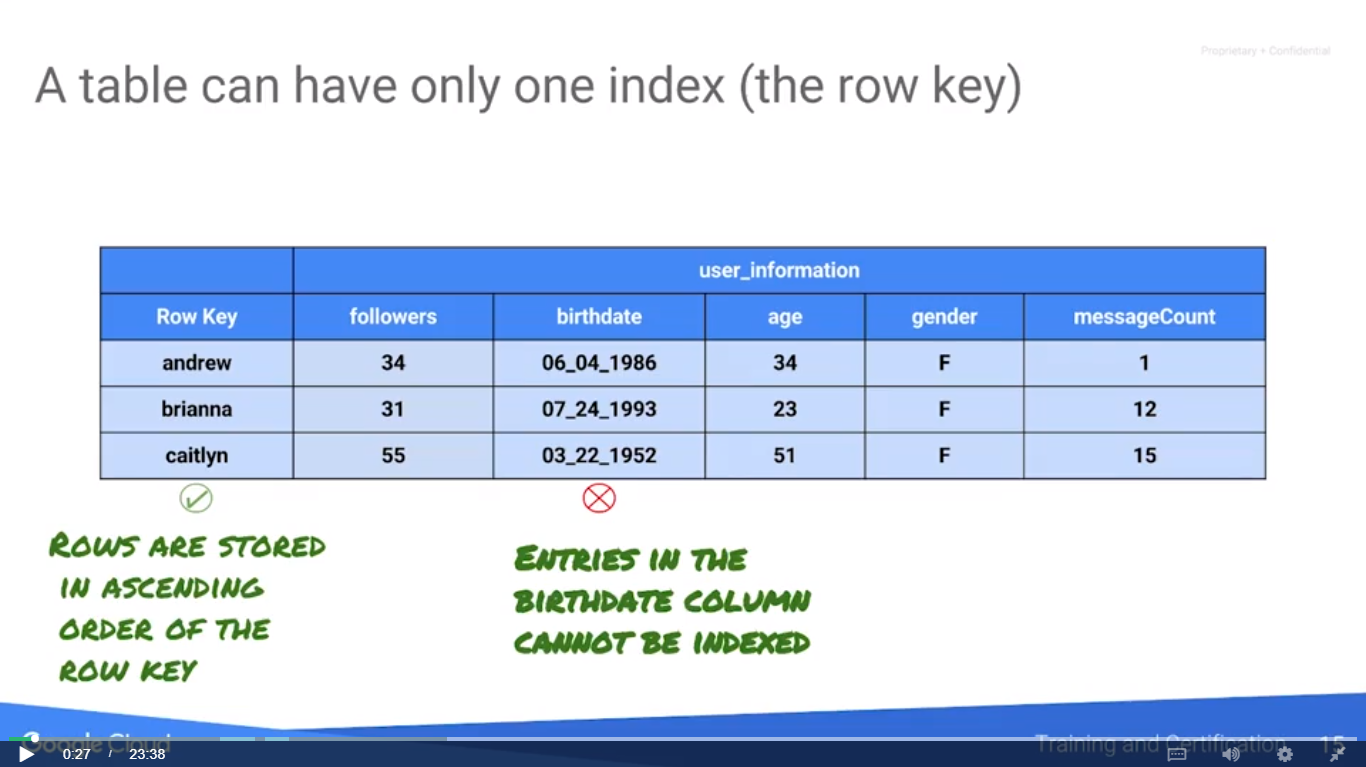 Proprietary + Confidential
A table can have only one index (the row key)
user_information
Row Key followers birthdate age gender messageCount
andrew 34 06_04_1986 34 F 1
brianna 31 07_24_1993 23 F 12
caitlyn 55 03_22_1952 51 F 15
ROWS ARE STORED
IN ASCENDING
ORDER OF THE
ROW KEY
ENTRIES IN THE
BIRTHDATE COLUMN
CANNOT BE INDEXED
Google Cloud
Training and Certification 15
0:27 / 23:38